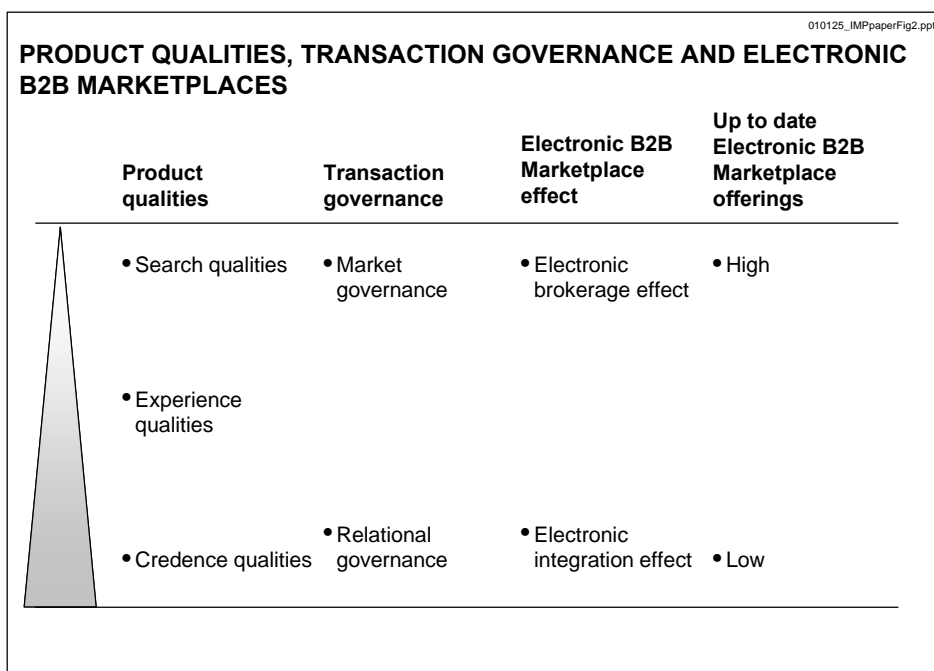 010125_IMPpaperFig2.ppt
PRODUCT QUALITIES, TRANSACTION GOVERNANCE AND ELECTRONIC
B2B MARKETPLACES
Product
qualities
Transaction
governance
Electronic B2B
Marketplace
effect
Up to date
Electronic B2B
Marketplace
offerings
• Search qualities
• Market
governance
• Electronic
brokerage effect
• High
• Experience
qualities
• Credence qualities
• Relational
governance
• Electronic
integration effect
• Low